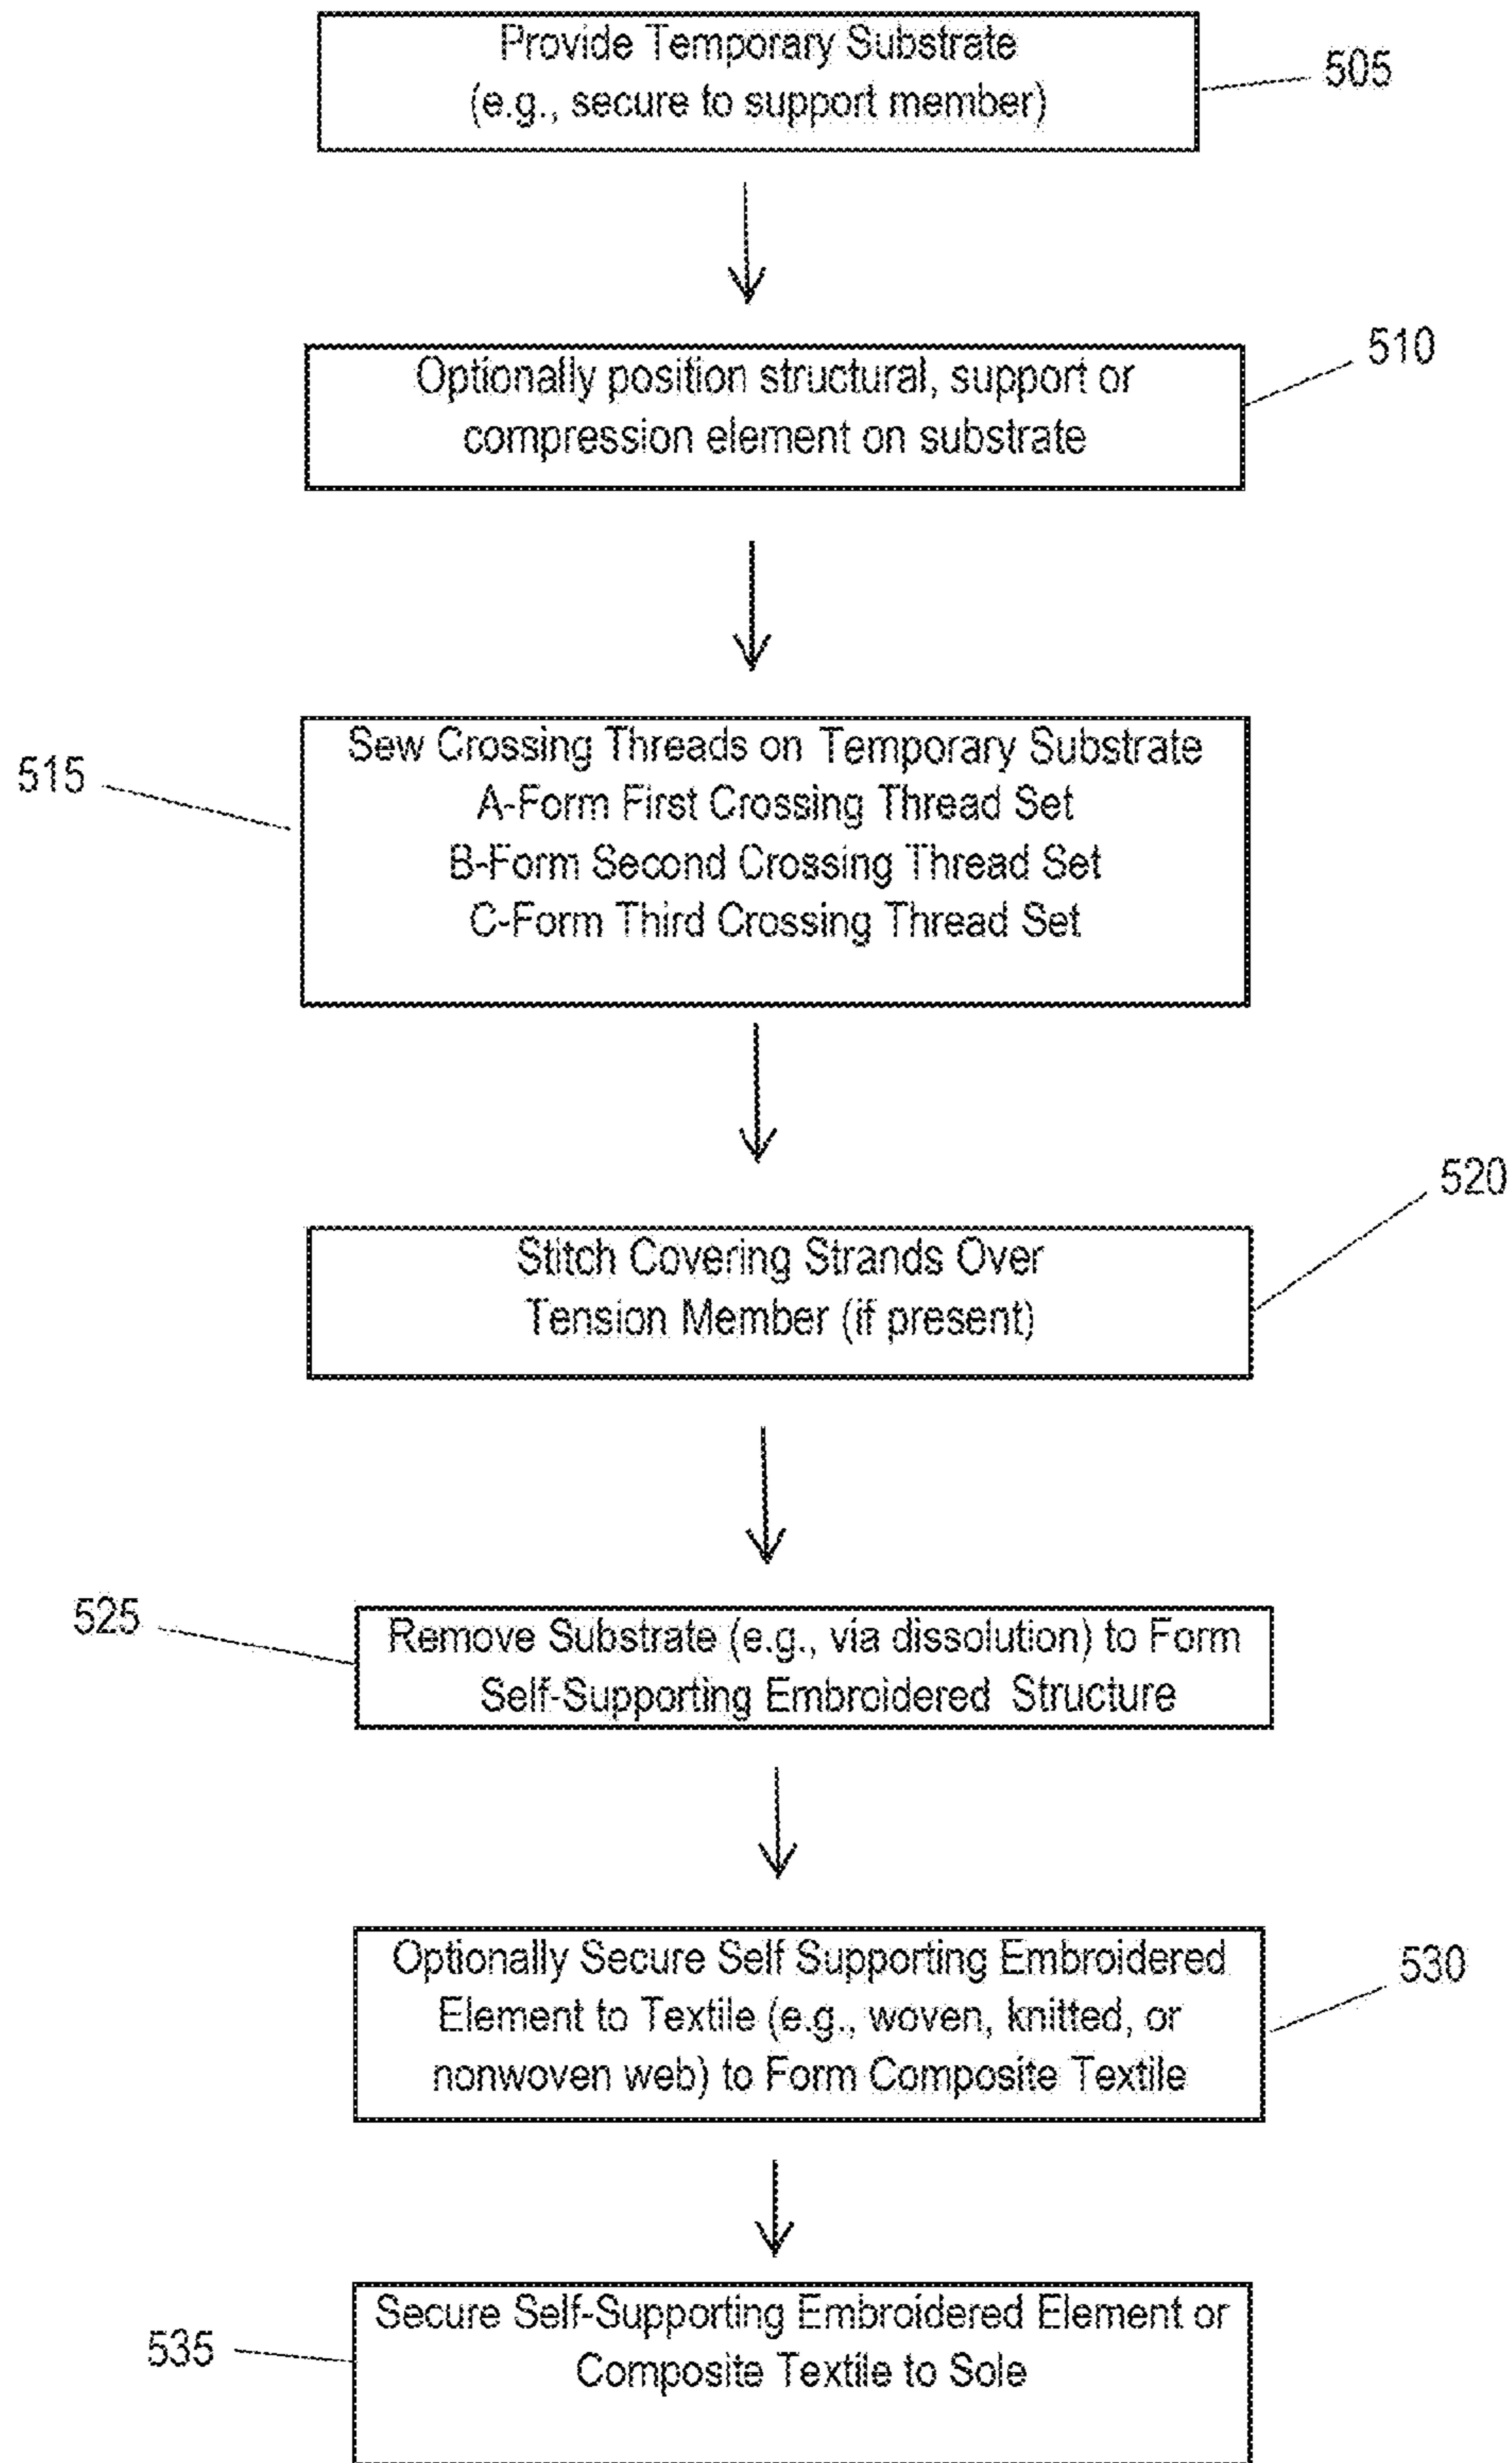 Provide Temporary Substrate
(e.g., secure to support member)
505
Optionally position structural, support or
compression element on substrate
510
Sew Crossing Threads on Temporary Substrate
A-Form First Crossing Thread Set
B-Form Second Crossing Thread Set
C-Form Third Crossing Thread Set
515
Stitch Covering Strands Over
Tension Member (if present)
520
Remove Substrate (e.g., via dissolution) to Form
Self-Supporting Embroidered Structure
525
Optionally Secure Self Supporting Embroidered
Element to Textile (e.g., woven, knitted, or
nonwoven web) to Form Composite Textile
530
Secure Self-Supporting Embroidered Element or
Composite Textile to Sole
535